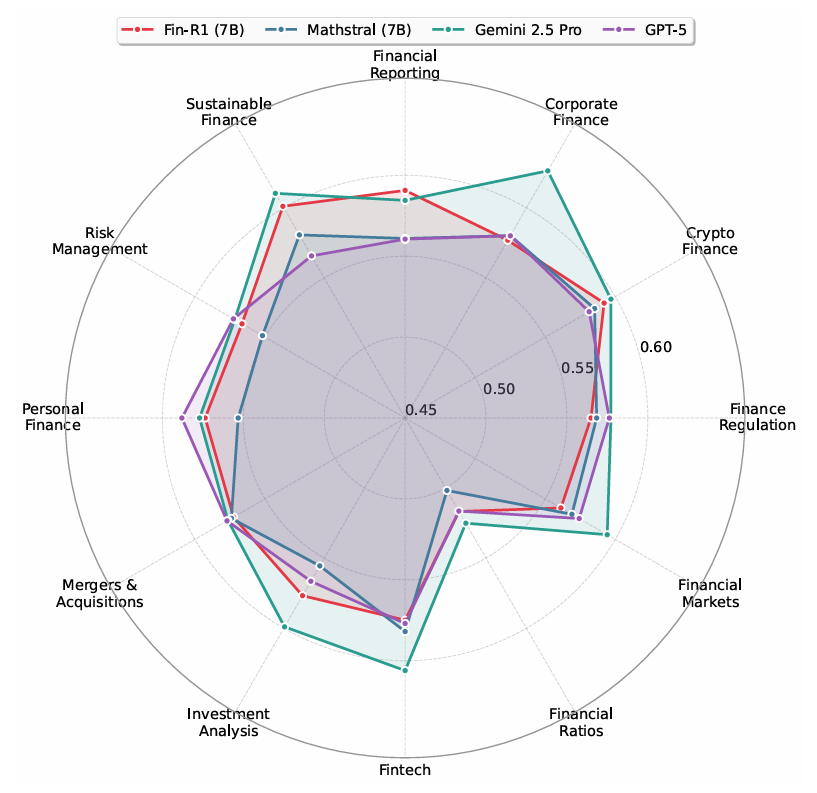 Fin-R1 (7B)
Mathstral (7B)
Gemini 2.5 Pro
GPT-5
Financial
Reporting
Sustainable
Finance
Corporate
Finance
Risk
Management
Crypto
Finance
0.60
0.55
0.50
0.45
Personal
Finance
Finance
Regulation
Mergers &
Acquisitions
Financial
Markets
Investment
Analysis
Financial
Ratios
Fintech